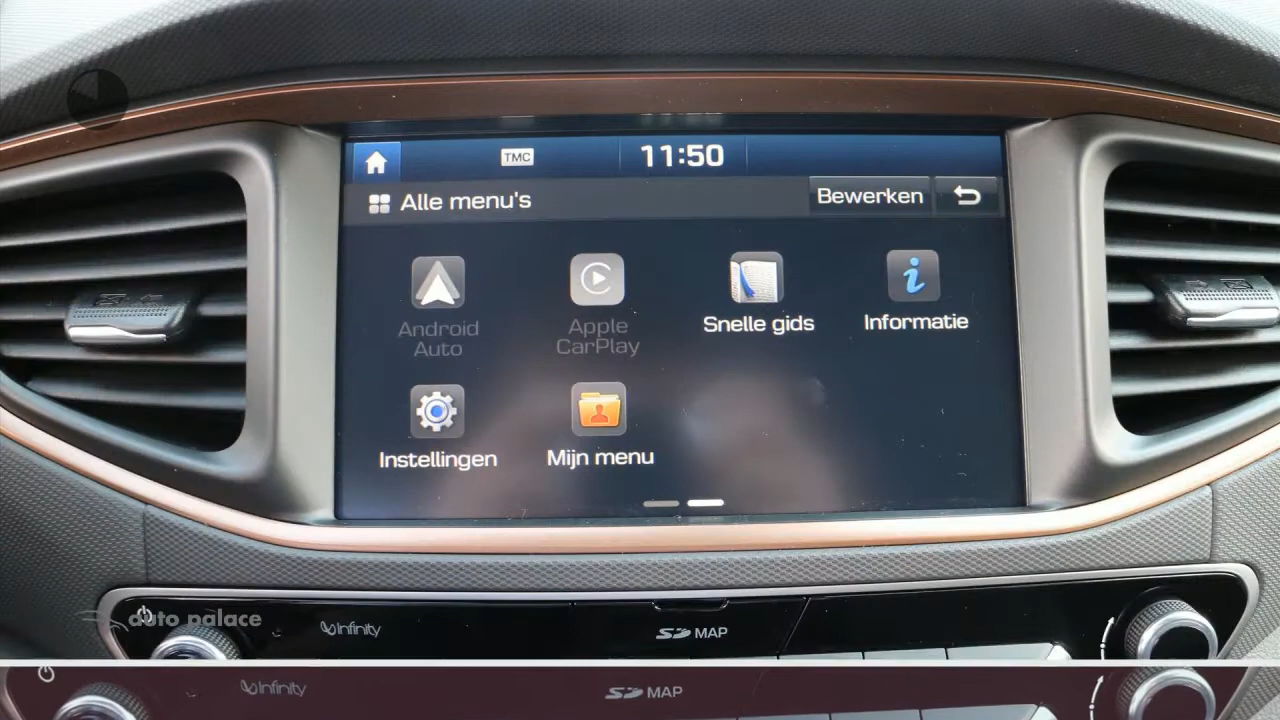 TMC
11:50
Alle menu's
Bewerken
Android
Auto
Apple
CarPlay
Snelle gids
Informatie
Instellingen
Mijn menu
auto palace
Infinity
SD MAP
Infinity
SD MAP